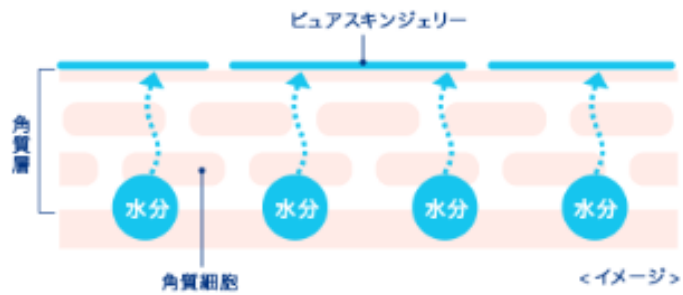 ピュアスキンジェリー
角質層
水分
水分
水分
水分
角質細胞
<イメージ>